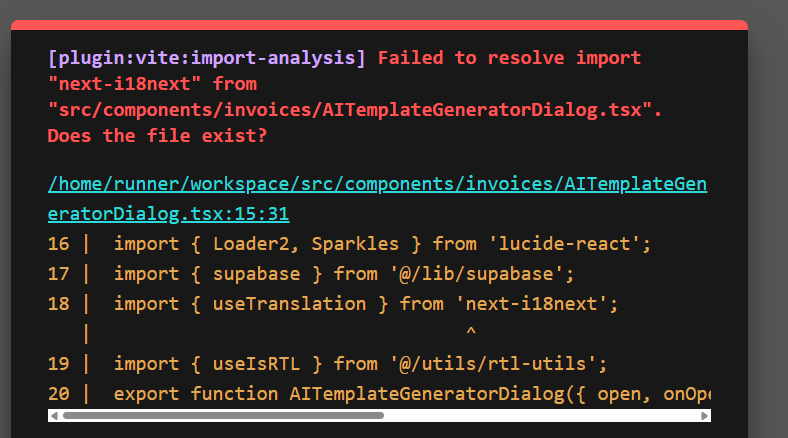 [plugin:vite:import-analysis] Failed to resolve import
"next-i18next" from
"src/components/invoices/AITemplateGeneratorDialog.tsx".
Does the file exist?
/home/runner/workspace/src/components/invoices/AITemplateGen
eratorDialog.tsx:15:31
16 |  import { Loader2, Sparkles } from 'lucide-react';
17 |  import { supabase } from '@/lib/supabase';
18 |  import { useTranslation } from 'next-i18next';
   |                                  ^
19 |  import { useIsRTL } from '@/utils/rtl-utils';
20 |  export function AITemplateGeneratorDialog({ open, onOp